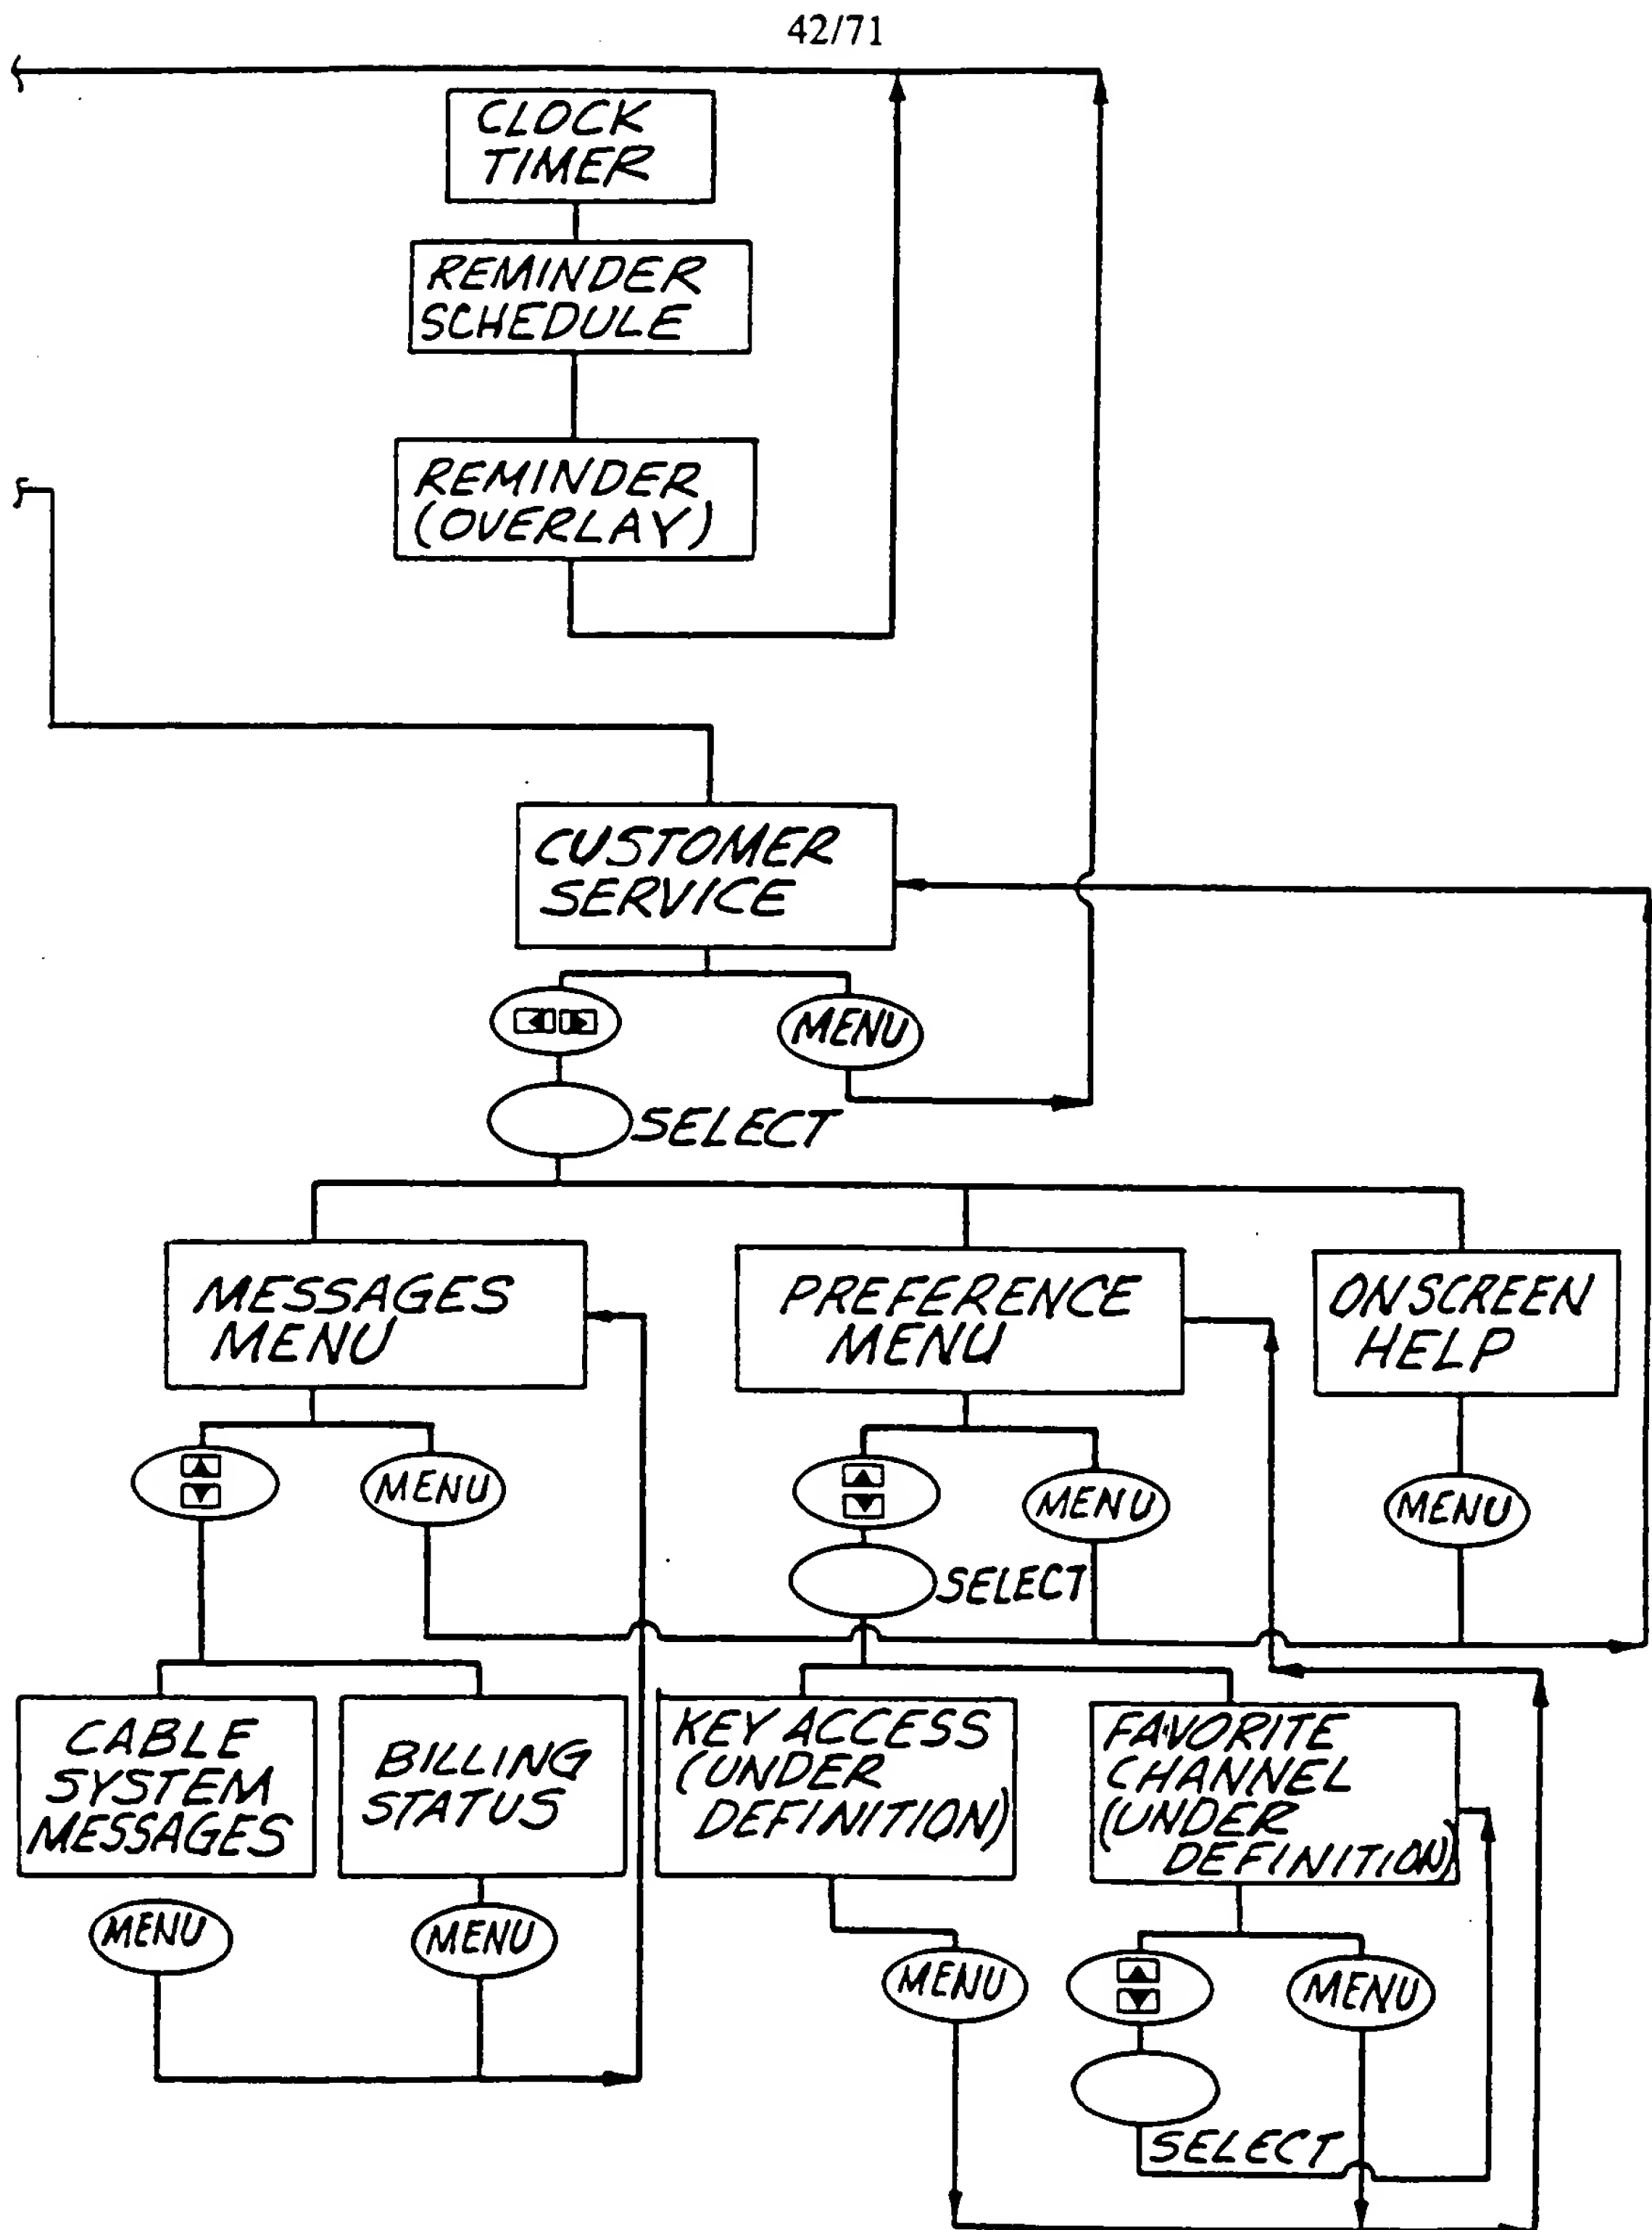 42/71
CLOCK
TIMER
REMINDER
SCHEDULE
REMINDER
(OVERLAY)
CUSTOMER
SERVICE
MENU
SELECT
MESSAGES
MENU
PREFERENCE
MENU
ONSCREEN
HELP
MENU
MENU
MENU
SELECT
CABLE
SYSTEM
MESSAGES
BILLING
STATUS
KEY ACCESS
(UNDER
DEFINITION)
FAVORITE
CHANNEL
(UNDER
DEFINITION)
MENU
MENU
MENU
MENU
SELECT